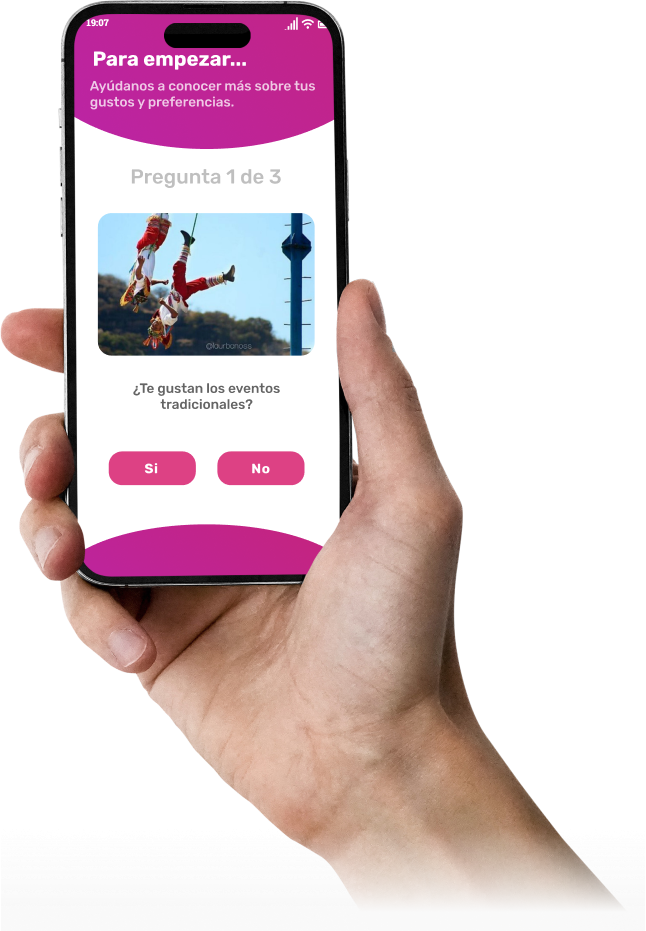 19:07
Para empezar...
Ayúdanos a conocer más sobre tus
gustos y preferencias.
Pregunta 1 de 3
@laurbanoss
¿Te gustan los eventos
tradicionales?
Si
No